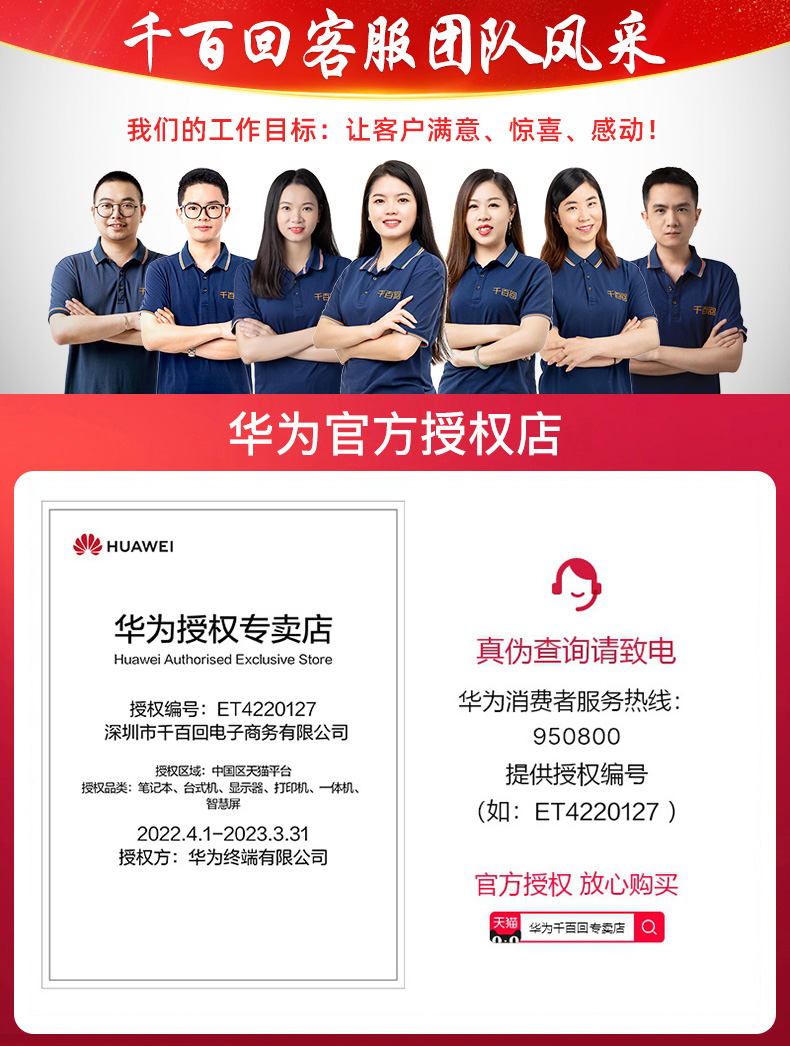 千百回客服团队风采
我们的工作目标：让客户满意、惊喜、感动！
千百
千百
千百
千百回
千百回
千百回
千百回
华为官方授权店
HUAWEI
华为授权专卖店
Huawei Authorised Exclusive Store
授权编号：ET4220127
深圳市千百回电子商务有限公司
授权区域：中国区天猫平台
授权品类：笔记本、台式机、显示器、打印机、一体机、
智慧屏
2022.4.1-2023.3.31
授权方：华为终端有限公司
真伪查询请致电
华为消费者服务热线：
950800
提供授权编号
（如：ET4220127 ）
官方授权 放心购买
天猫 华为千百回专卖店